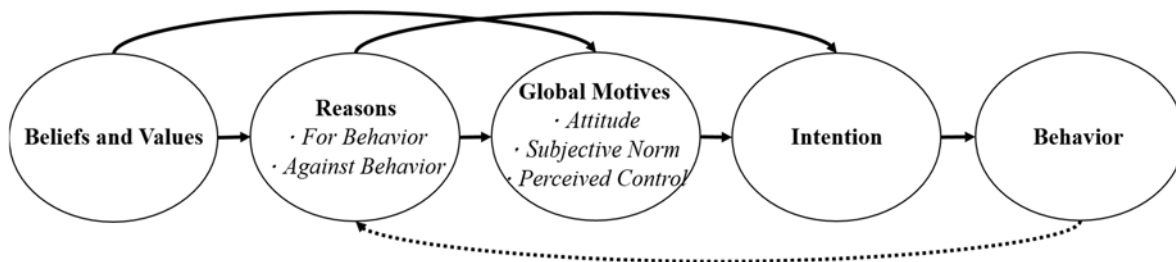 Beliefs and Values
Reasons
· For Behavior
· Against Behavior
Global Motives
· Attitude
· Subjective Norm
· Perceived Control
Intention
Behavior